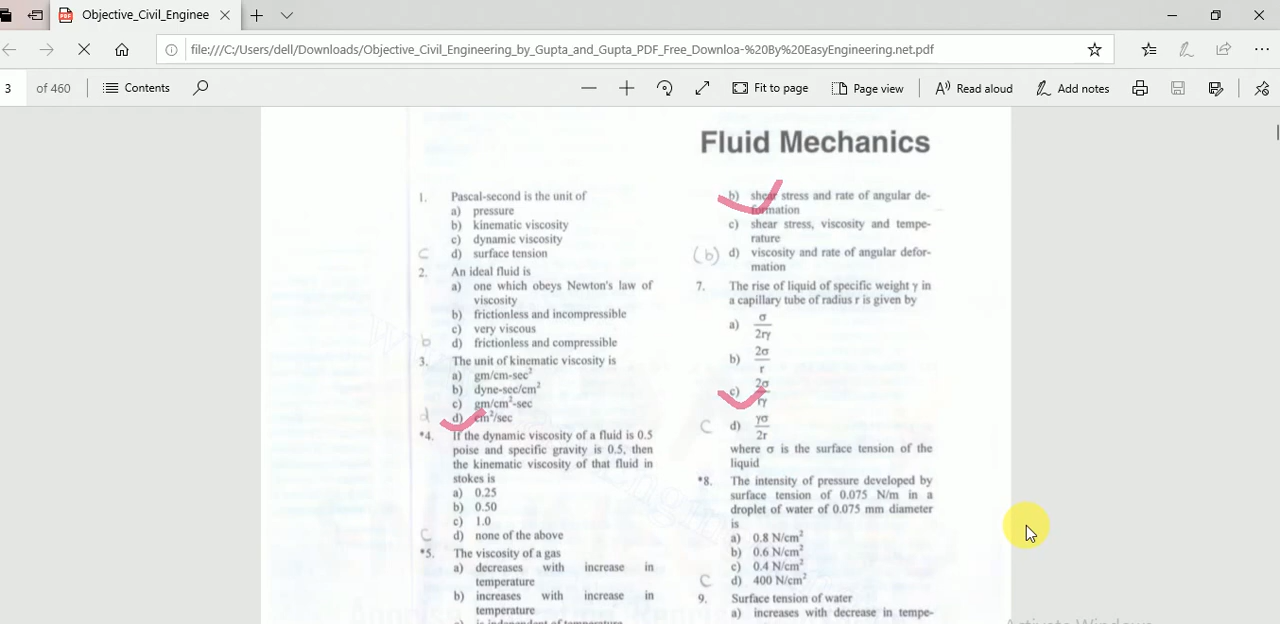 Objective_Civil_Enginee
file:///C:/Users/dell/Downloads/Objective_Civil_Engineering_by_Gupta_and_Gupta_PDF_Free_Downloa-%20By%20EasyEngineering.net.pdf
3 of 460 Contents Fit to page Page view Read aloud Add notes
Fluid Mechanics
1. Pascal-second is the unit of
a) pressure
b) kinematic viscosity
c) dynamic viscosity
c d) surface tension
2. An ideal fluid is
a) one which obeys Newton's law of
viscosity
b) frictionless and incompressible
c) very viscous
b d) frictionless and compressible
3. The unit of kinematic viscosity is
a) gm/cm-sec²
b) dyne-sec/cm²
c) gm/cm²-sec
d d) cm²/sec
*4. If the dynamic viscosity of a fluid is 0.5
poise and specific gravity is 0.5, then
the kinematic viscosity of that fluid in
stokes is
a) 0.25
b) 0.50
c) 1.0
c d) none of the above
*5. The viscosity of a gas
a) decreases with increase in
temperature
b) increases with increase in
temperature
b) shear stress and rate of angular de-
formation
c) shear stress, viscosity and tempe-
rature
(b) d) viscosity and rate of angular defor-
mation
7. The rise of liquid of specific weight γ in
a capillary tube of radius r is given by
a) σ/2rγ
b) 2σ/r
c) 2σ/rγ
c d) γσ/2r
where σ is the surface tension of the
liquid
*8. The intensity of pressure developed by
surface tension of 0.075 N/m in a
droplet of water of 0.075 mm diameter
is
a) 0.8 N/cm²
b) 0.6 N/cm²
c) 0.4 N/cm²
c d) 400 N/cm²
9. Surface tension of water
a) increases with decrease in tempe-